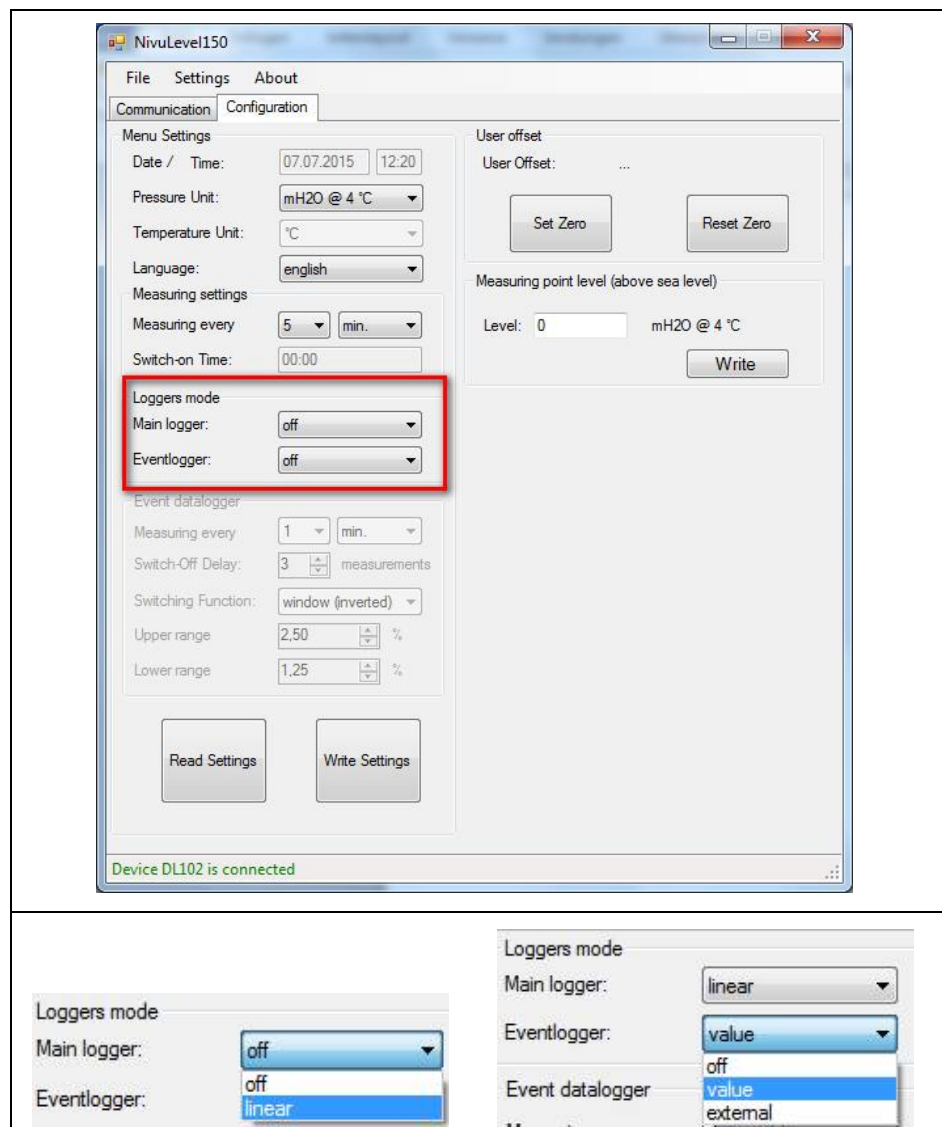 NivuLevel150
File Settings About
Communication Configuration
Menu Settings
Date / Time: 07.07.2015 12:20
Pressure Unit: mH2O @ 4 °C
Temperature Unit: °C
Language: english
Measuring settings
Measuring every 5 min.
Switch-on Time: 00:00
Loggers mode
Main logger: off
Eventlogger: off
Event datalogger
Measuring every 1 min.
Switch-Off Delay: 3 measurements
Switching Function: window (inverted)
Upper range 2,50 %
Lower range 1,25 %
Read Settings Write Settings
User offset
User Offset: ...
Set Zero Reset Zero
Measuring point level (above sea level)
Level: 0 mH2O @ 4 °C
Write
Device DL102 is connected
Loggers mode
Main logger: off
off
Eventlogger: linear
Loggers mode
Main logger: linear
Eventlogger: value
off
Event datalogger value
external